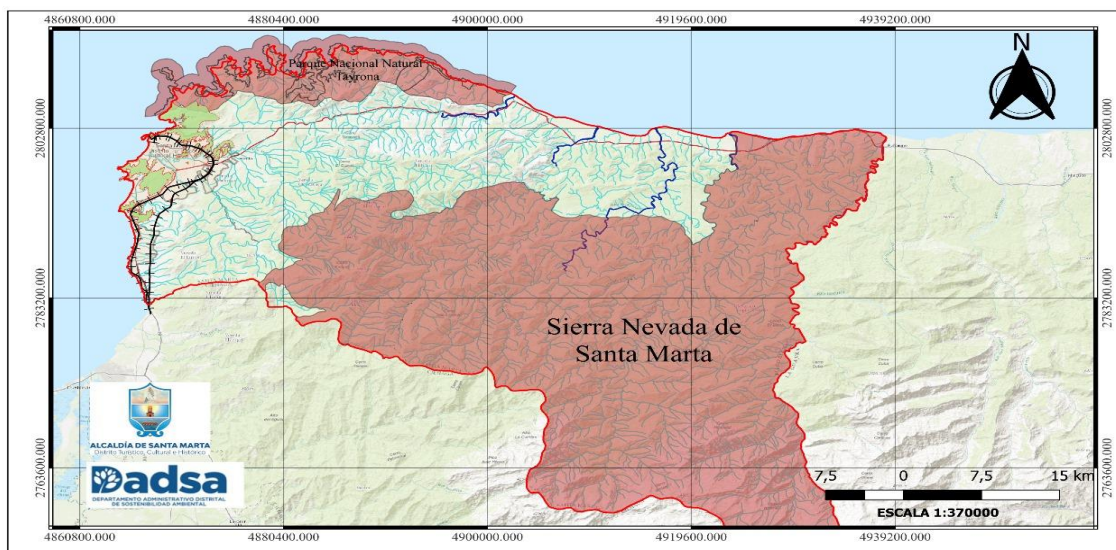 4860800.000 4880400.000 4900000.000 4919600.000 4939200.000
N
Parque Nacional Natural
Tayrona
2802800.000 2802800.000
2783200.000 2783200.000
Sierra Nevada de
Santa Marta
ALCALDÍA DE SANTA MARTA
Distrito Turístico, Cultural e Histórico
2763600.000 2763600.000
Dadsa
DEPARTAMENTO ADMINISTRATIVO DISTRITAL
DE SOSTENIBILIDAD AMBIENTAL
7,5 0 7,5 15 km
ESCALA 1:370000
4860800.000 4880400.000 4900000.000 4919600.000 4939200.000